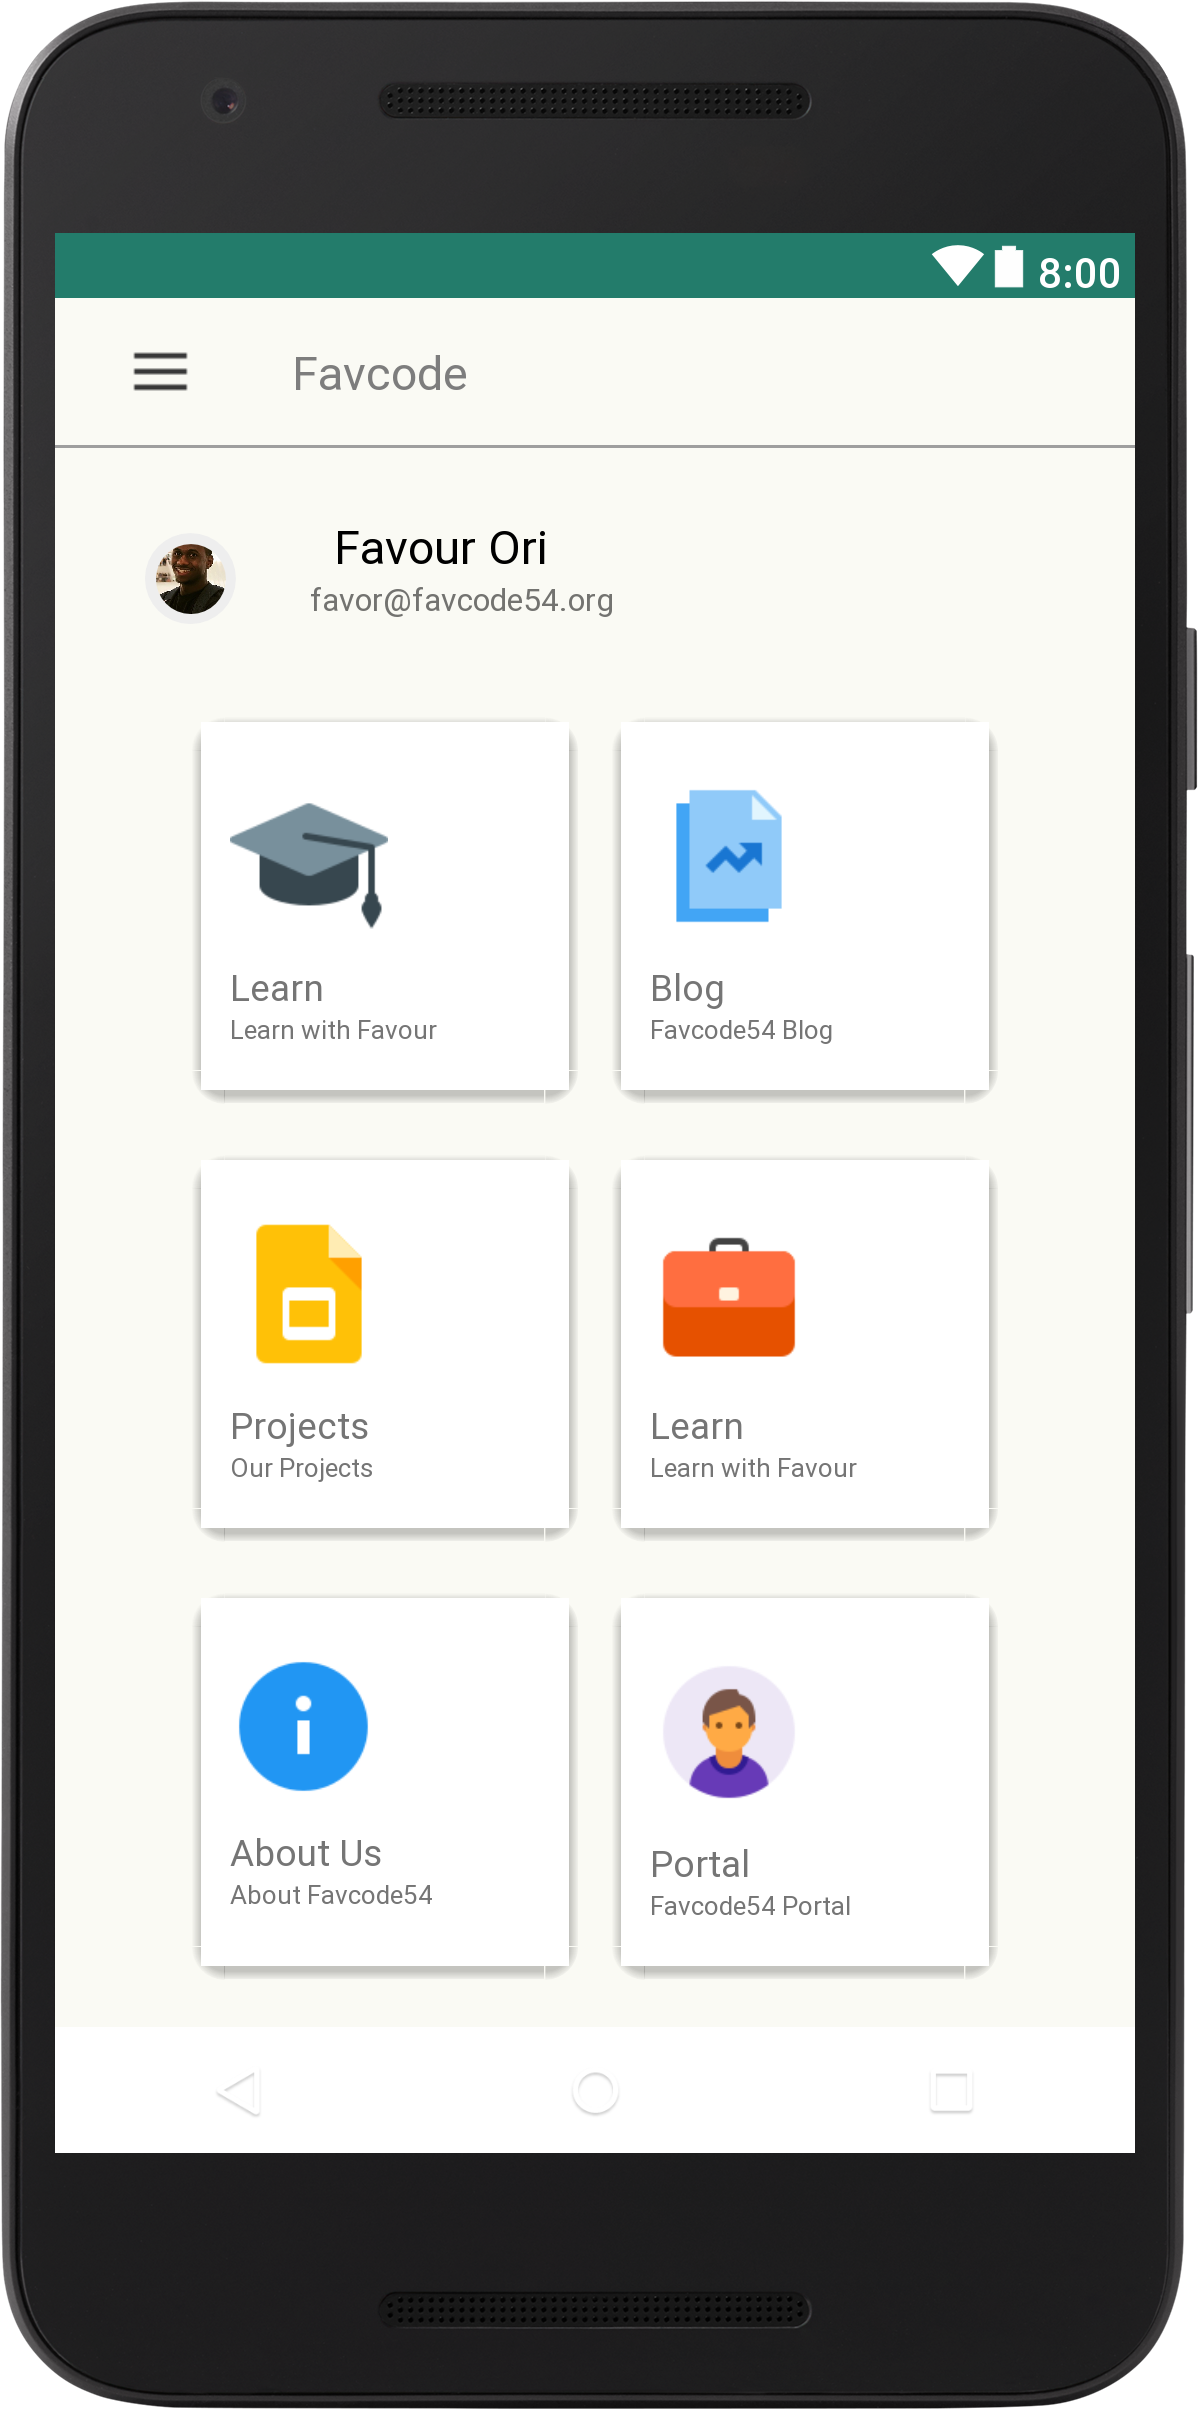 8:00
Favcode
Favour Ori
favor@favcode54.org
Learn
Learn with Favour
Blog
Favcode54 Blog
Projects
Our Projects
Learn
Learn with Favour
About Us
About Favcode54
Portal
Favcode54 Portal